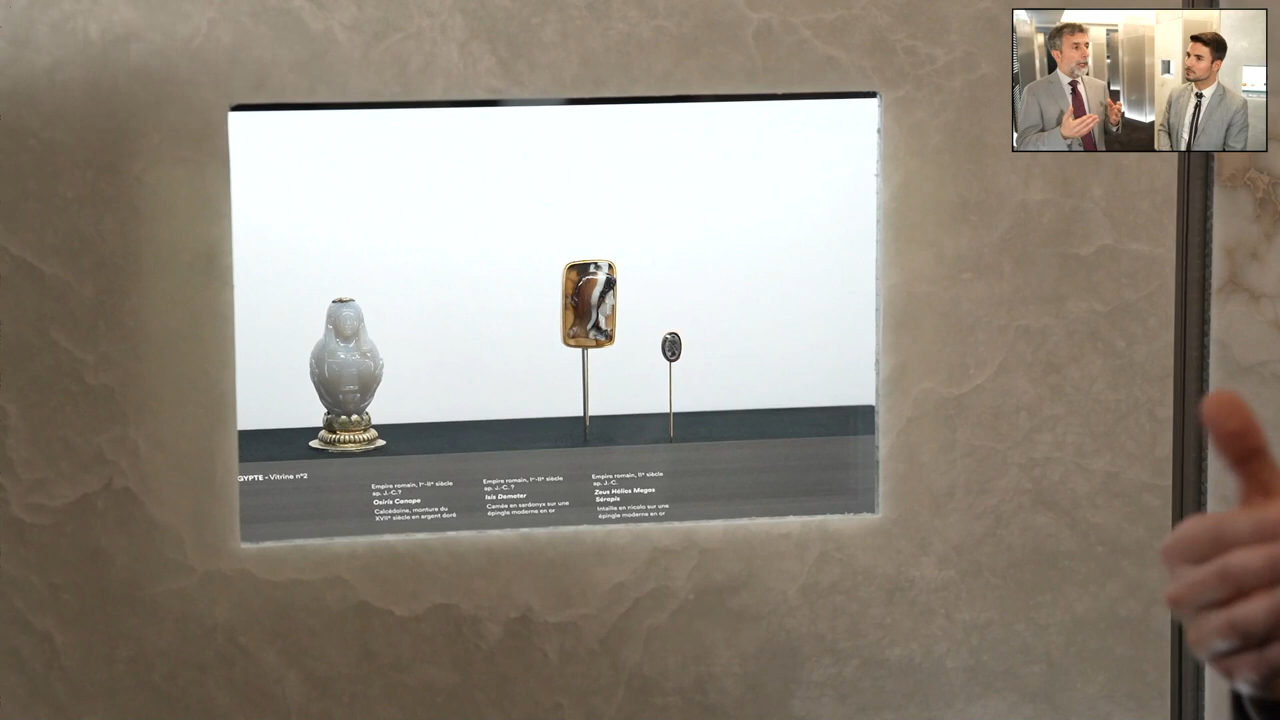 GYPTE - Vitrine n°2
Empire romain, Iᵉʳ-IIᵉ siècle
ap. J.-C.?
Osiris Canope
Calcédoine, monture du
XVIIᵉ siècle en argent doré
Empire romain, Iᵉʳ-IIᵉ siècle
ap. J.-C. ?
Isis Demeter
Camée en sardonyx sur une
épingle moderne en or
Empire romain, IIᵉ siècle
ap. J.-C.
Zeus Hélios Megas
Sérapis
Intaille en nicolo sur une
épingle moderne en or